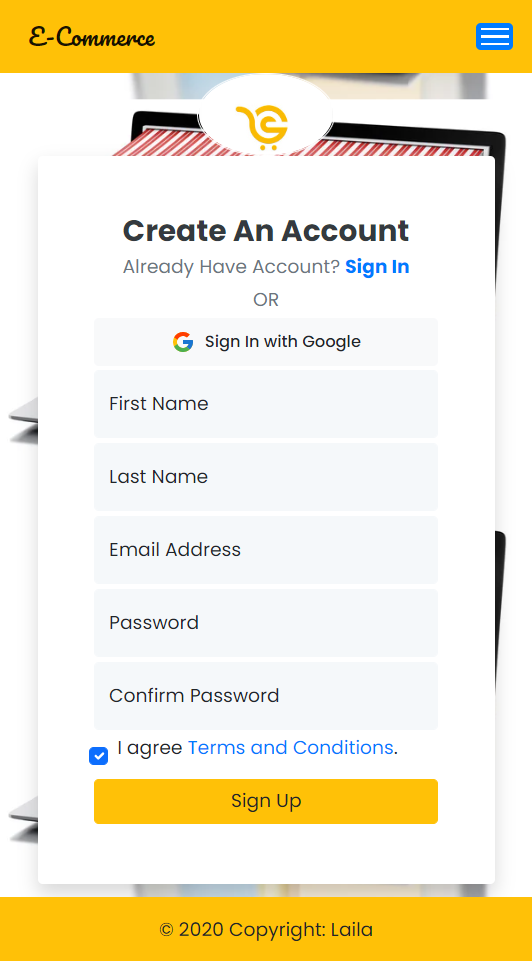 E-Commerce
Create An Account
Already Have Account? Sign In
OR
Sign In with Google
First Name
Last Name
Email Address
Password
Confirm Password
I agree Terms and Conditions.
Sign Up
© 2020 Copyright: Laila